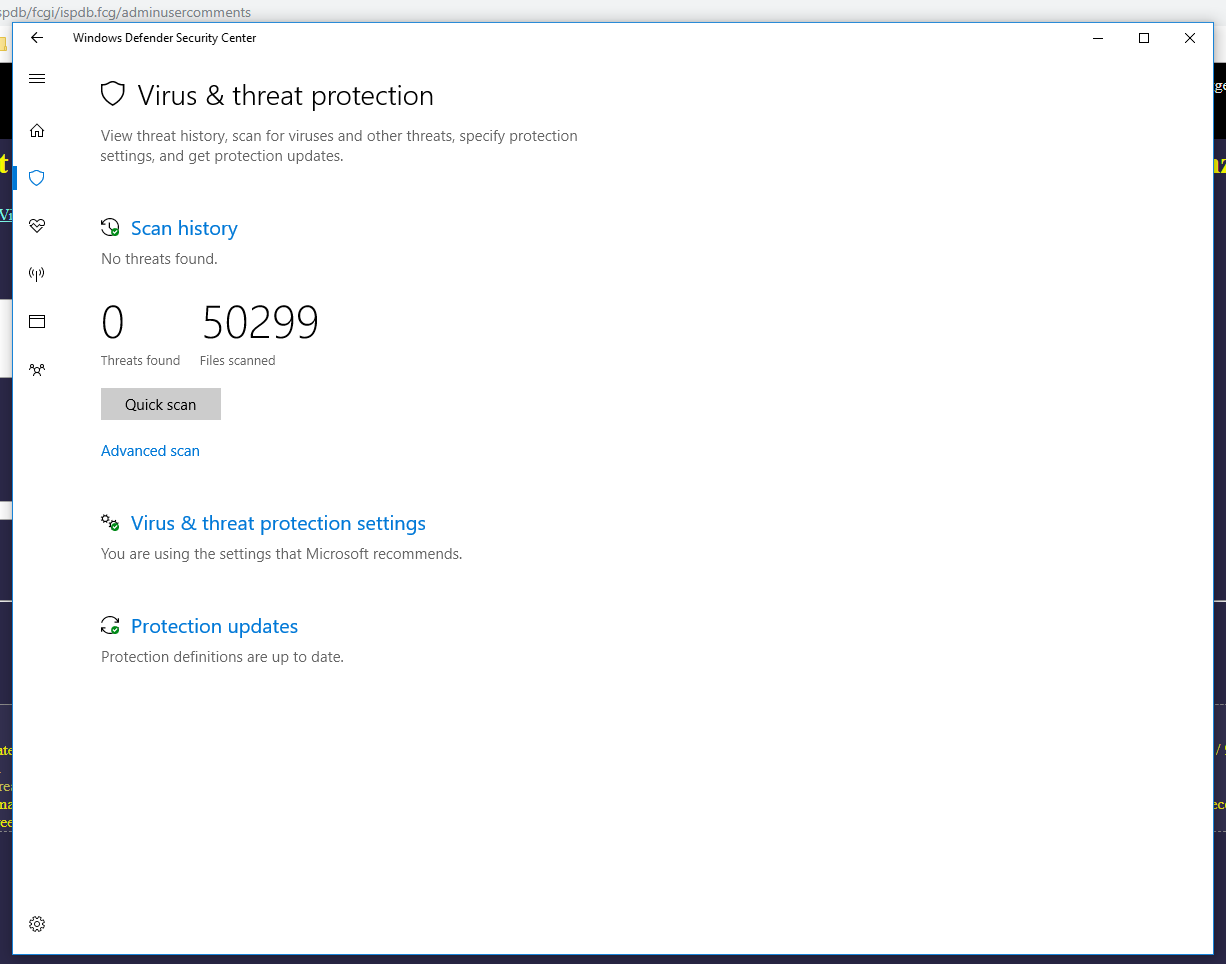 spdb/fcgi/ispdb.fcg/adminusercomments
Windows Defender Security Center
Virus & threat protection
View threat history, scan for viruses and other threats, specify protection
settings, and get protection updates.
Scan history
No threats found.
0 50299
Threats found Files scanned
Quick scan
Advanced scan
Virus & threat protection settings
You are using the settings that Microsoft recommends.
Protection updates
Protection definitions are up to date.